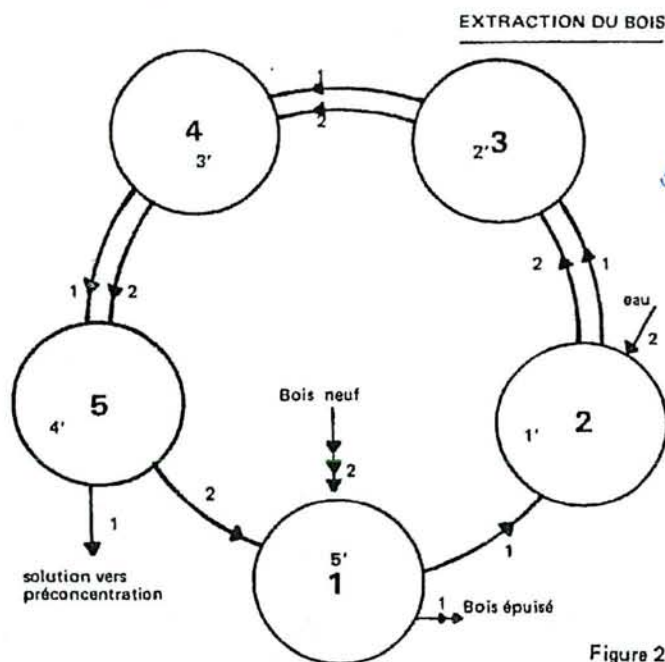 EXTRACTION DU BOIS
1
2
4
3'
2' 3
1
2
2
1
eau
2
5
4'
Bois neuf
2
1' 2
2
1
solution vers
préconcentration
5'
1
1
1
Bois épuisé
Figure 2